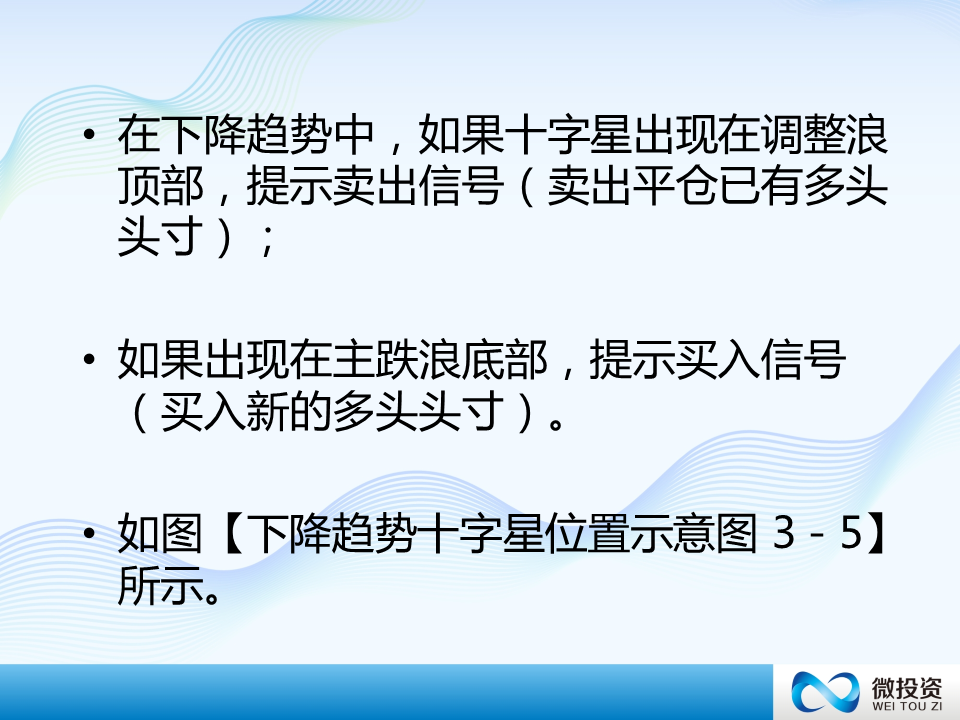 • 在下降趋势中，如果十字星出现在调整浪
顶部，提示卖出信号（卖出平仓已有多头
头寸）；
• 如果出现在主跌浪底部，提示买入信号
（买入新的多头头寸）。
• 如图【下降趋势十字星位置示意图 3－5】
所示。
微投资
WEI TOU ZI